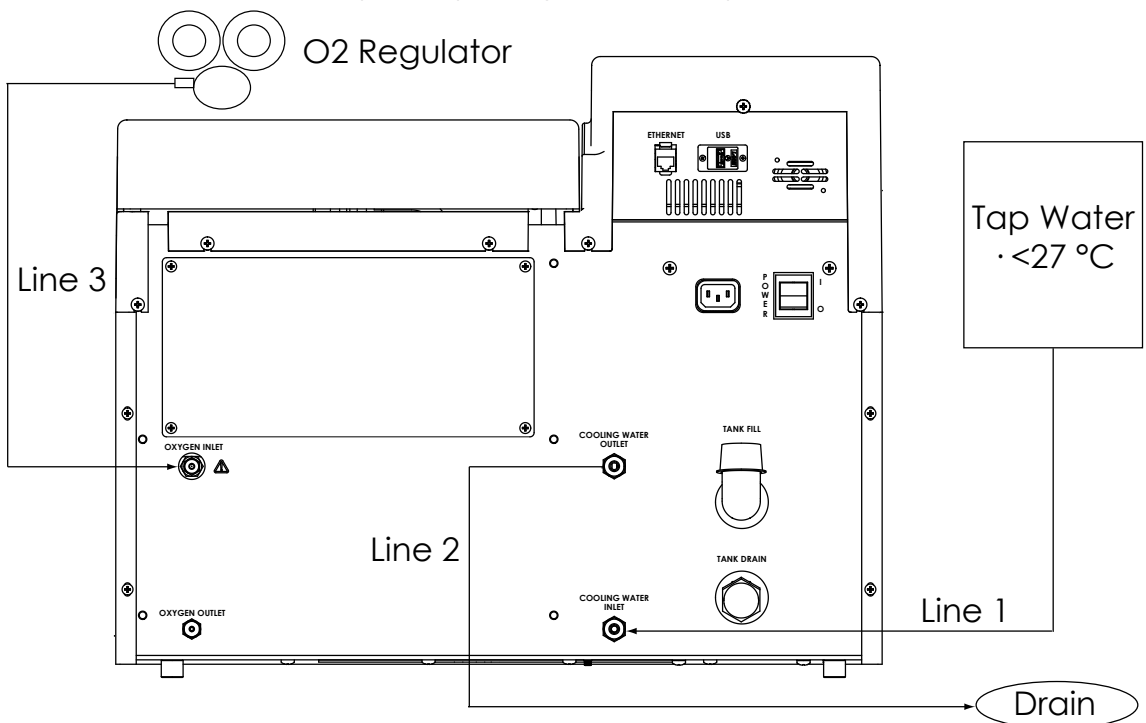 O2 Regulator
ETHERNET
USB
Tap Water
· <27 °C
Line 3
POWER
I
O
OXYGEN INLET
COOLING WATER
OUTLET
TANK FILL
Line 2
TANK DRAIN
OXYGEN OUTLET
COOLING WATER
INLET
Line 1
Drain